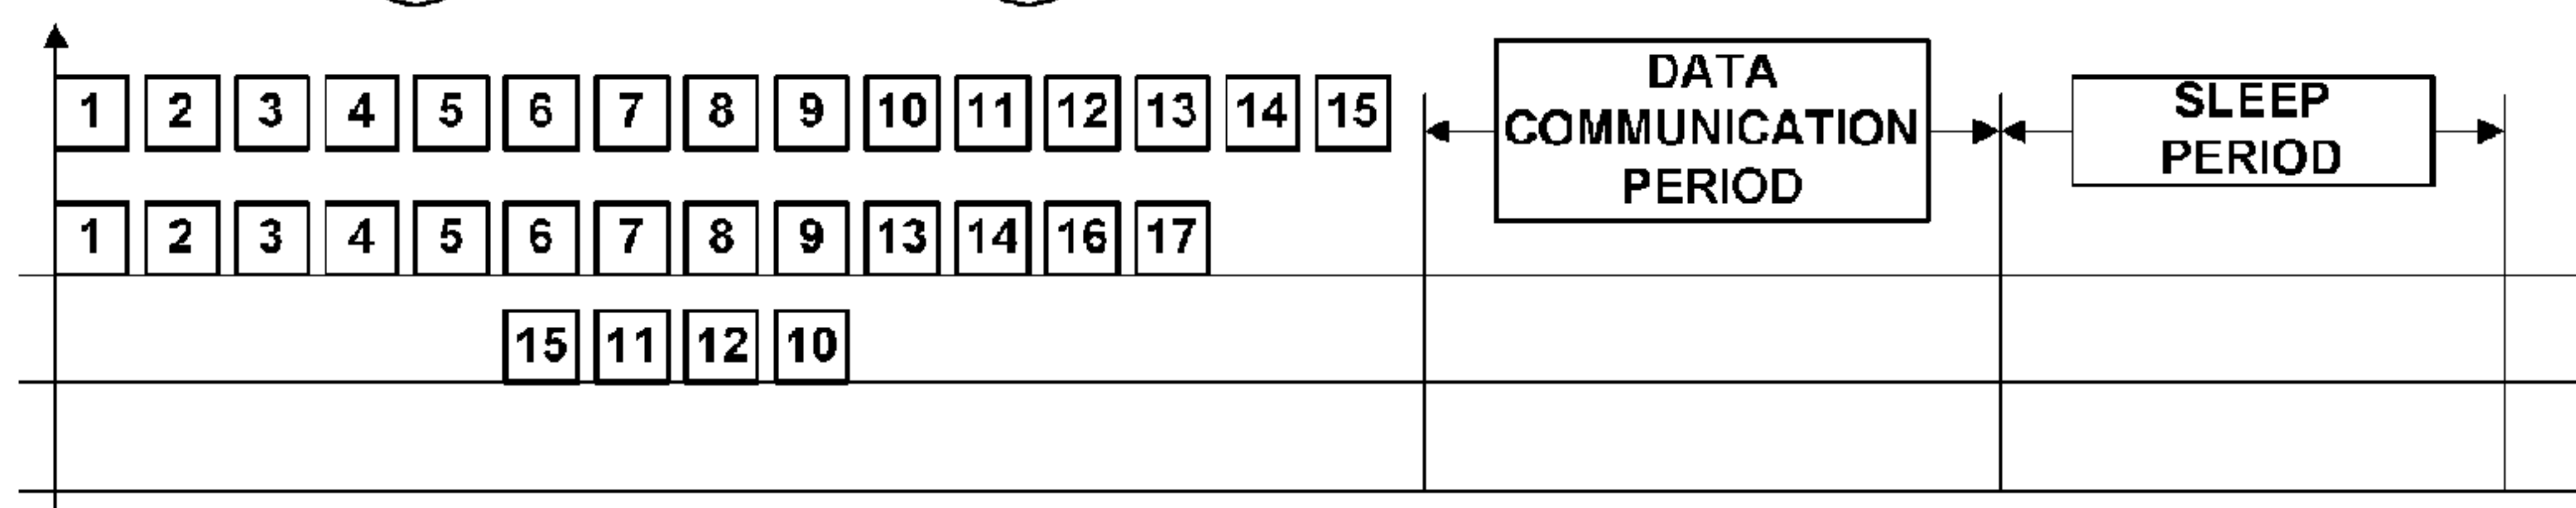 1 2 3 4 5 6 7 8 9 10 11 12 13 14 15
DATA
COMMUNICATION
PERIOD
SLEEP
PERIOD
1 2 3 4 5 6 7 8 9 13 14 16 17
15 11 12 10